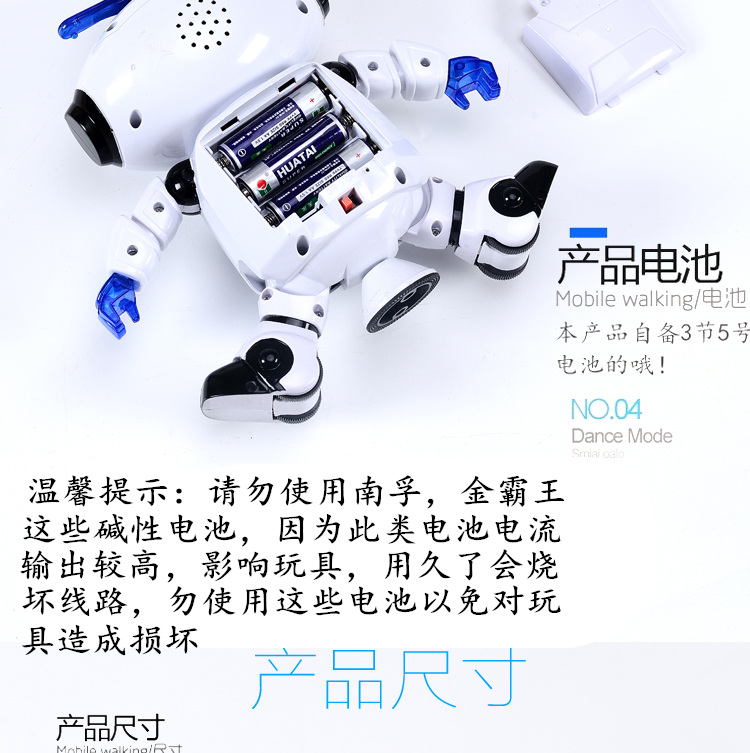 HUATAI
SUPER
产品电池
Mobile walking/电池
本产品自备3节5号
电池的哦！
NO.04
Dance Mode
温馨提示：请勿使用南孚，金霸王
这些碱性电池，因为此类电池电流
输出较高，影响玩具，用久了会烧
坏线路，勿使用这些电池以免对玩
具造成损坏
产品尺寸
产品尺寸
Mobile walking/尺寸